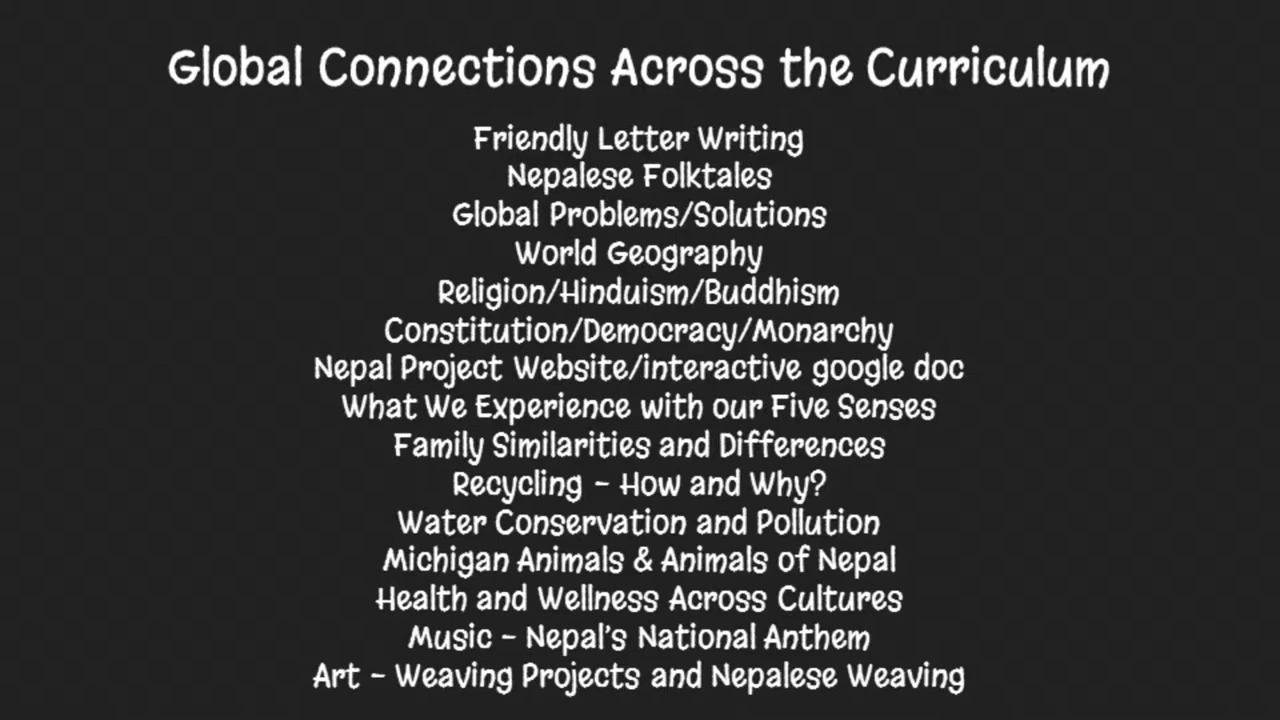 Global Connections Across the Curriculum
Friendly Letter Writing
Nepalese Folktales
Global Problems/Solutions
World Geography
Religion/Hinduism/Buddhism
Constitution/Democracy/Monarchy
Nepal Project Website/interactive google doc
What We Experience with our Five Senses
Family Similarities and Differences
Recycling - How and Why?
Water Conservation and Pollution
Michigan Animals & Animals of Nepal
Health and Wellness Across Cultures
Music - Nepal's National Anthem
Art - Weaving Projects and Nepalese Weaving